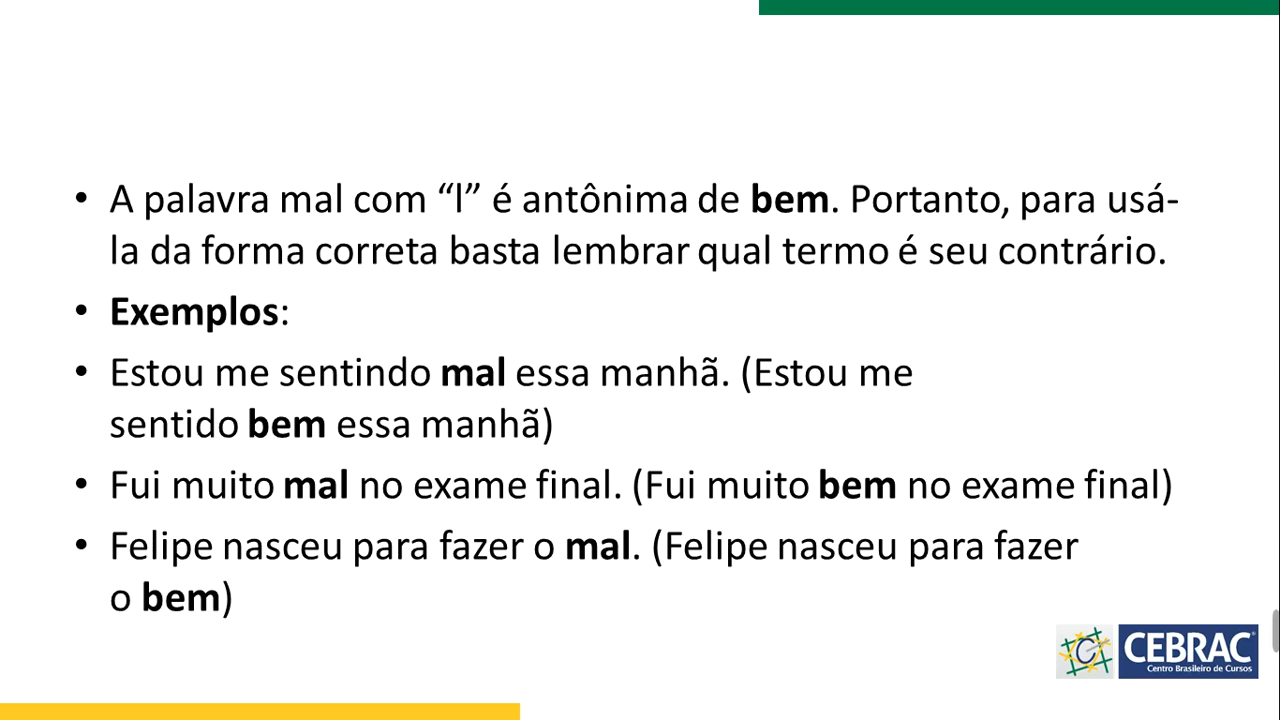 • A palavra mal com “l” é antônima de bem. Portanto, para usá-
la da forma correta basta lembrar qual termo é seu contrário.
• Exemplos:
• Estou me sentindo mal essa manhã. (Estou me
sentido bem essa manhã)
• Fui muito mal no exame final. (Fui muito bem no exame final)
• Felipe nasceu para fazer o mal. (Felipe nasceu para fazer
o bem)
CEBRAC®
Centro Brasileiro de Cursos